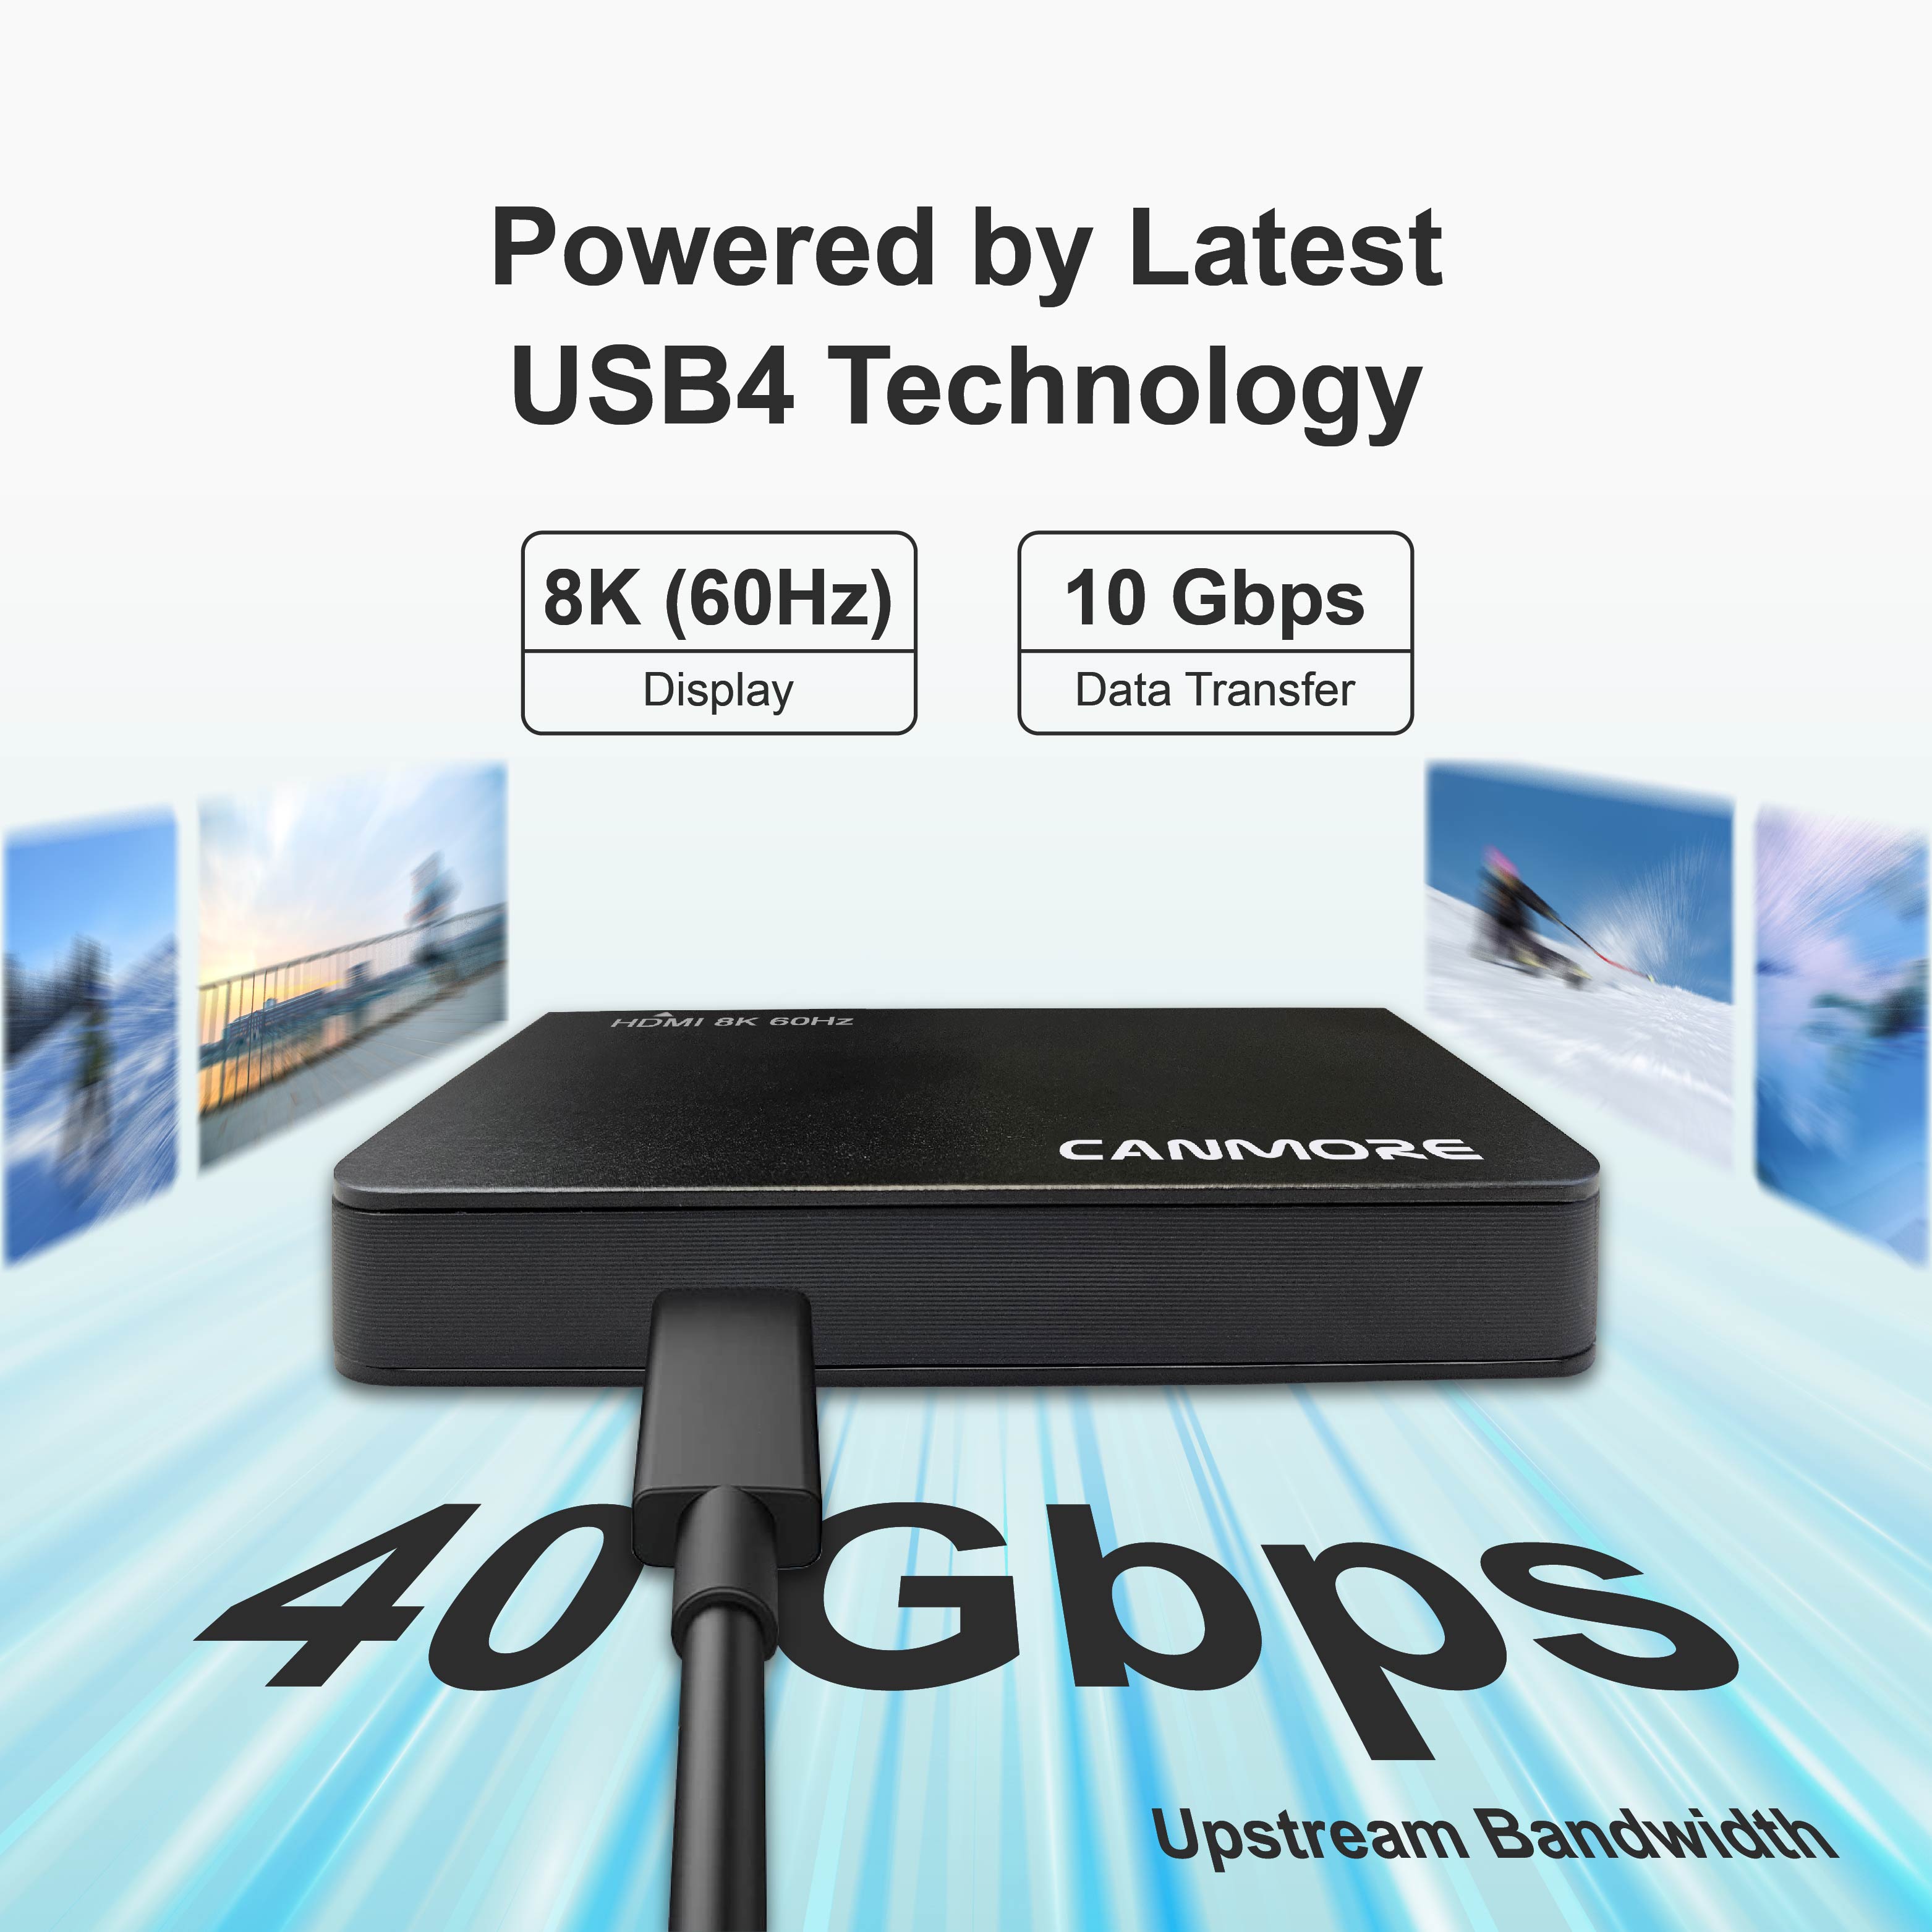 Powered by Latest
USB4 Technology
8K (60Hz)
Display
10 Gbps
Data Transfer
HDMI 8K 60Hz
CANMORE
40 Gbps
Upstream Bandwidth